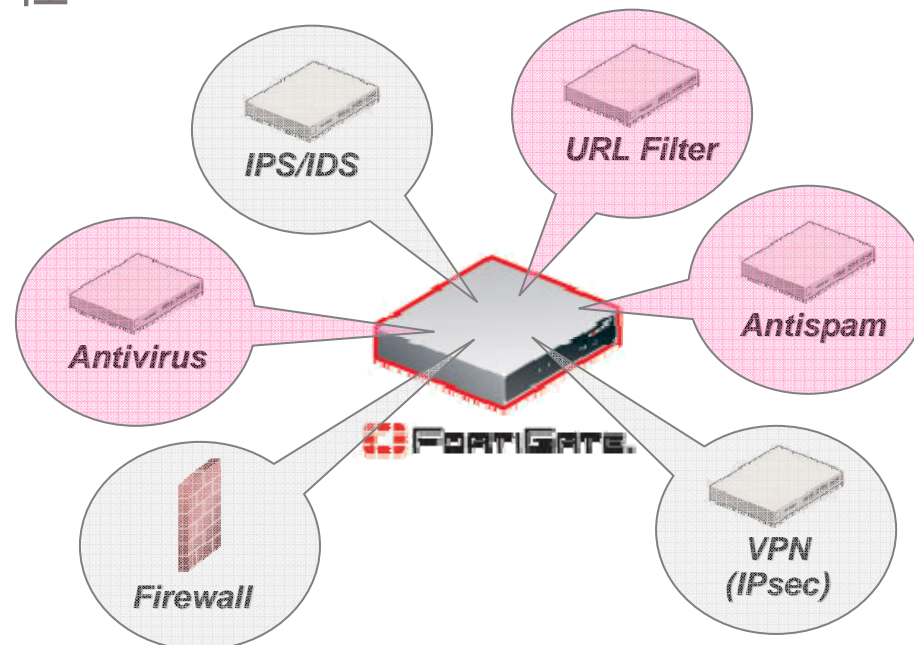 IPS/IDS
URL Filter
Antivirus
Antispam
FORTIGATE.
Firewall
VPN
(IPsec)